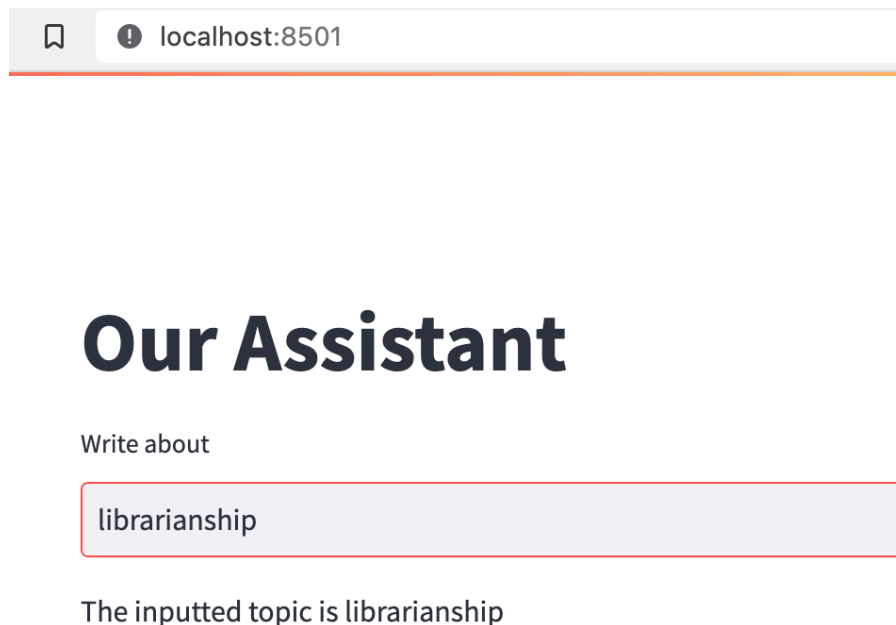 localhost:8501
Our Assistant
Write about
librarianship
The inputted topic is librarianship